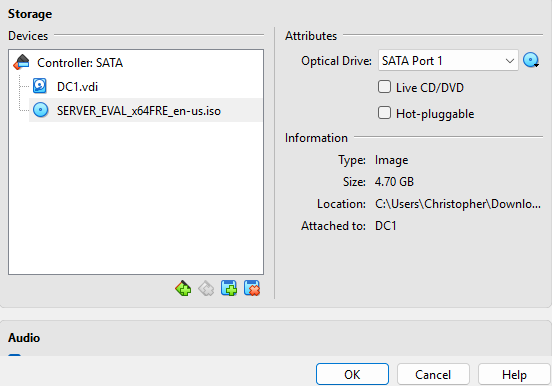 Storage
Devices
Controller: SATA
DC1.vdi
SERVER_EVAL_x64FRE_en-us.iso
Attributes
Optical Drive: SATA Port 1
Live CD/DVD
Hot-pluggable
Information
Type: Image
Size: 4.70 GB
Location: C:\Users\Christopher\Downlo...
Attached to: DC1
Audio
OK Cancel Help